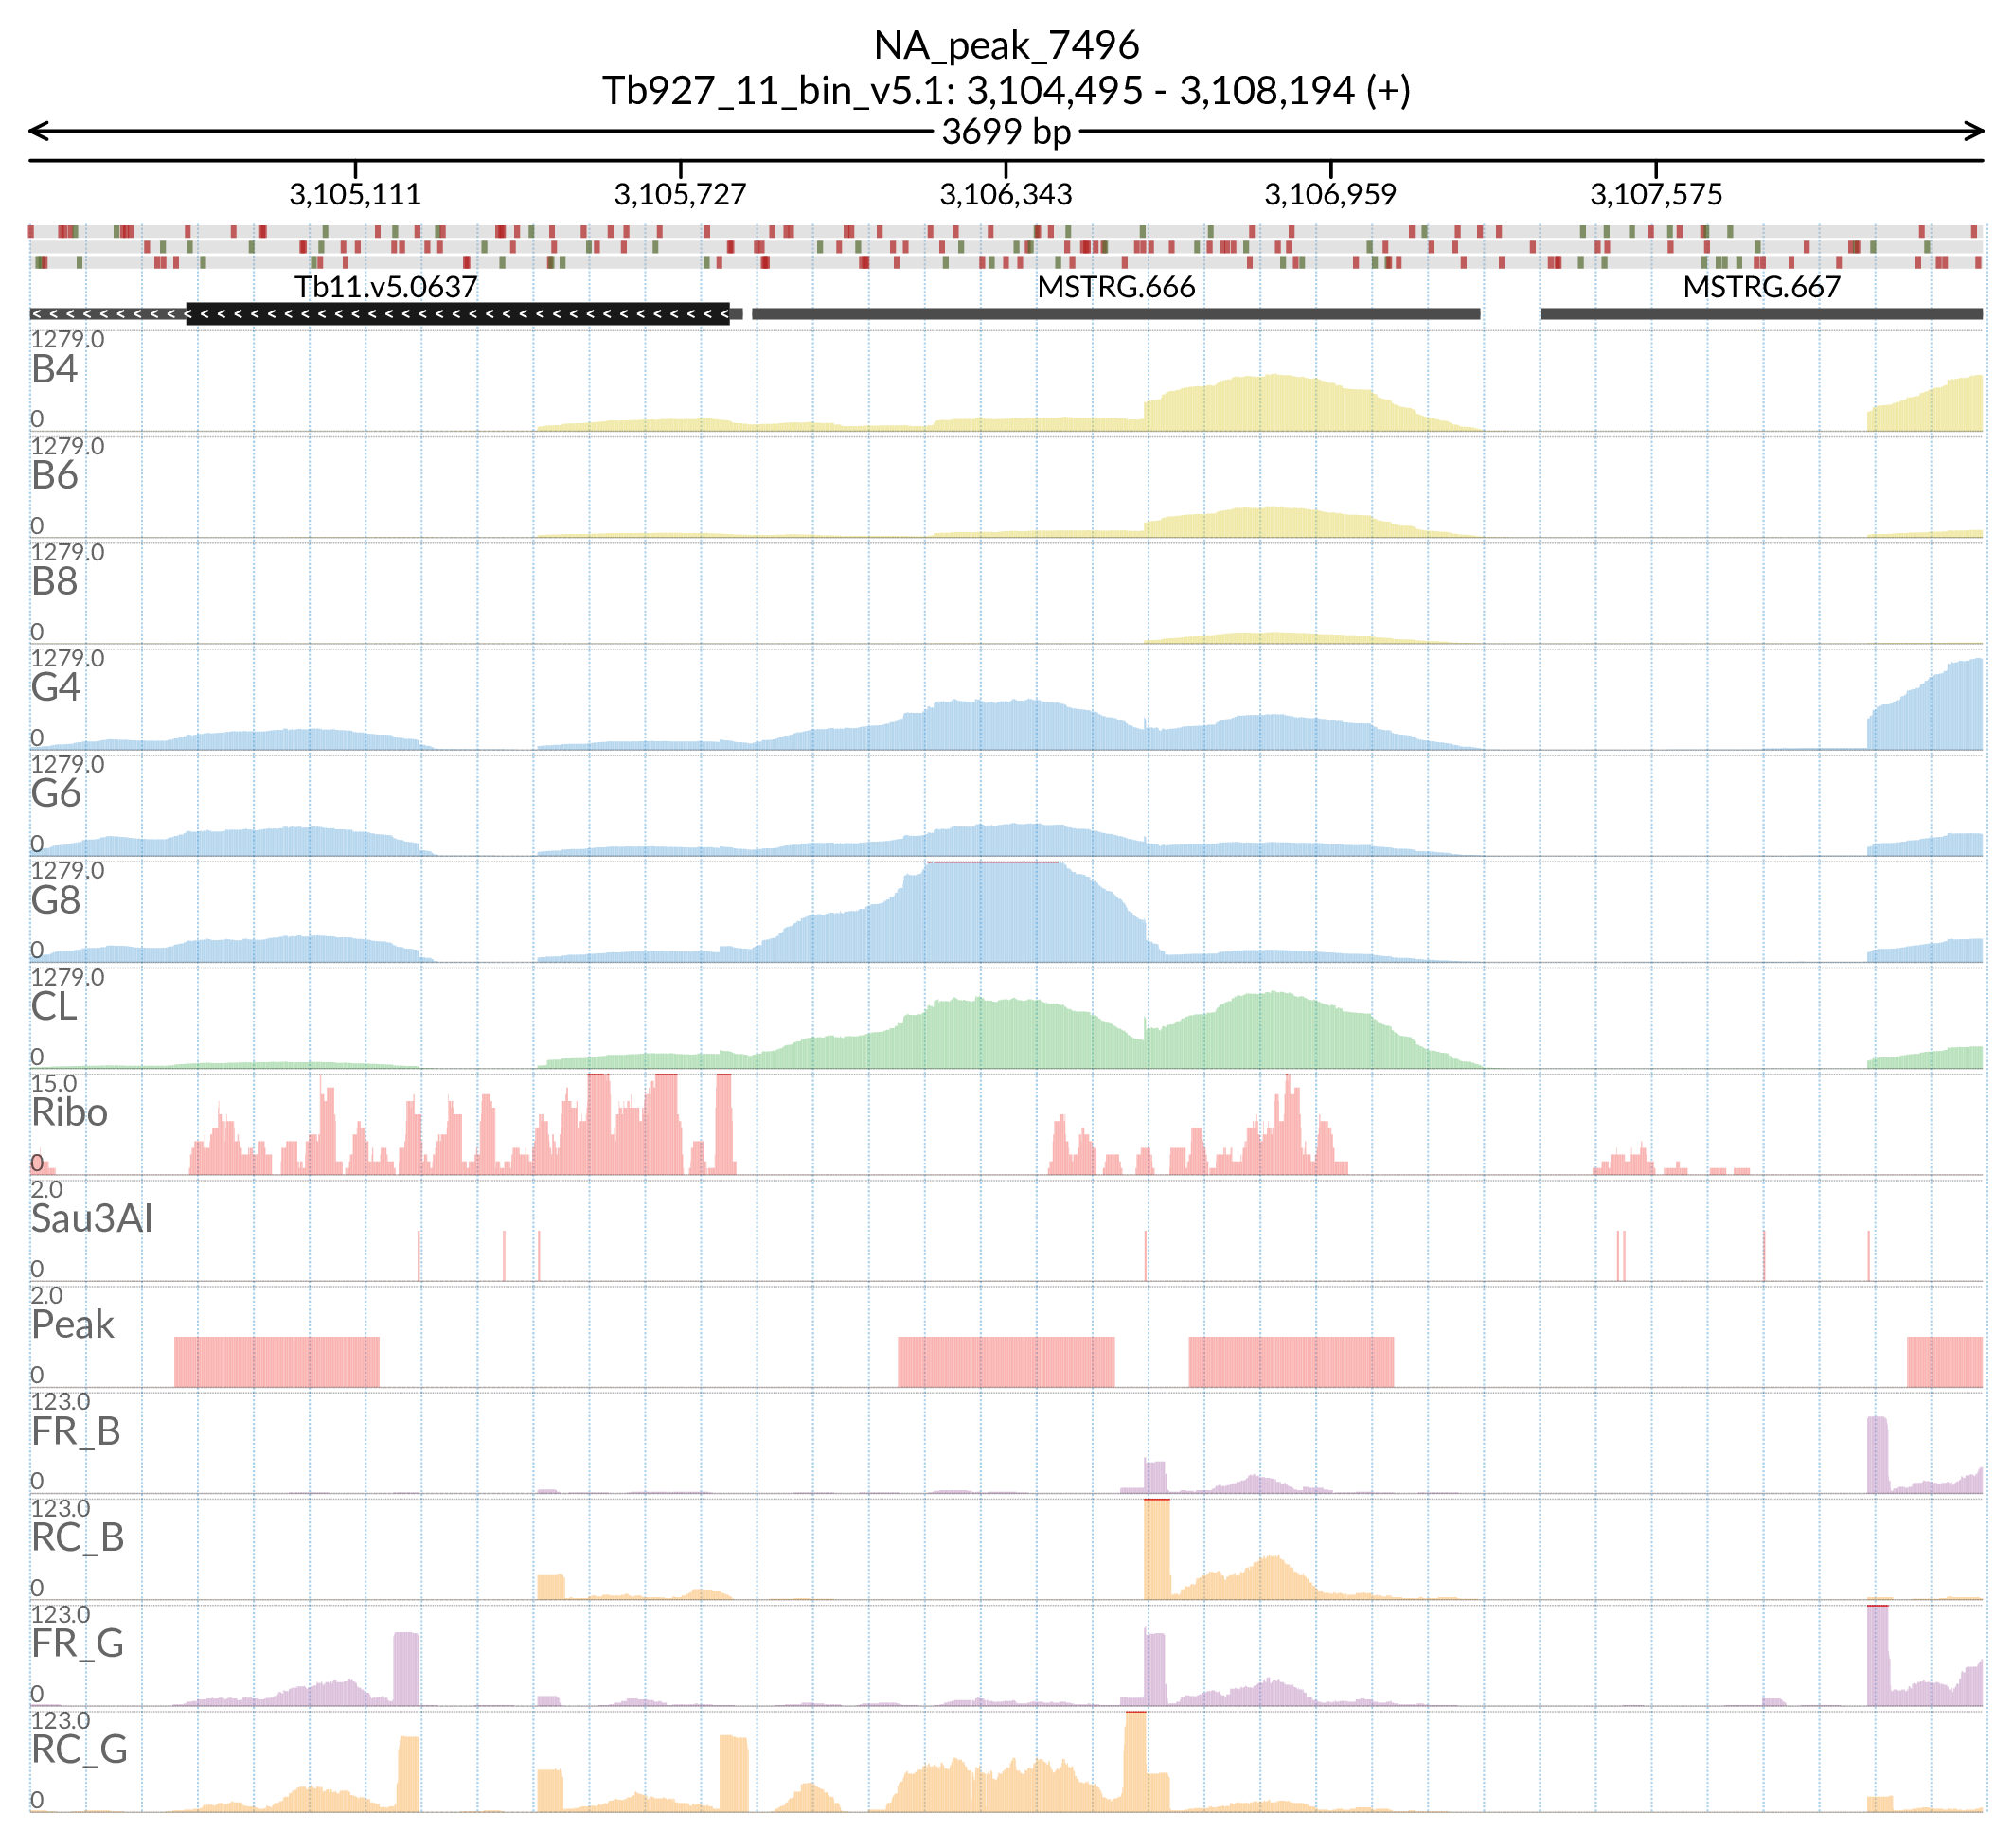 NA_peak_7496
Tb927_11_bin_v5.1: 3,104,495 - 3,108,194 (+)
3699 bp
3,105,111 3,105,727 3,106,343 3,106,959 3,107,575
Tb11.v5.0637 MSTRG.666 MSTRG.667
1279.0
B4
0
1279.0
B6
0
1279.0
B8
0
1279.0
G4
0
1279.0
G6
0
1279.0
G8
0
1279.0
CL
0
15.0
Ribo
0
2.0
Sau3AI
0
2.0
Peak
0
123.0
FR_B
0
123.0
RC_B
0
123.0
FR_G
0
123.0
RC_G
0